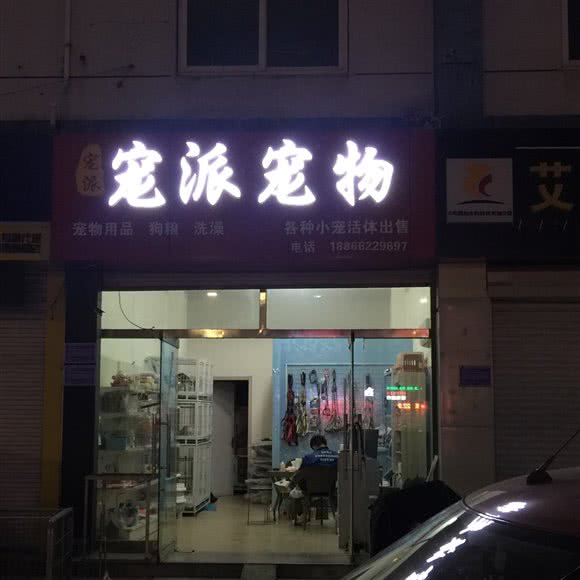 宠派
宠派宠物
宠物用品 狗粮 洗澡
各种小宠活体出售
电话 18866229697
艾